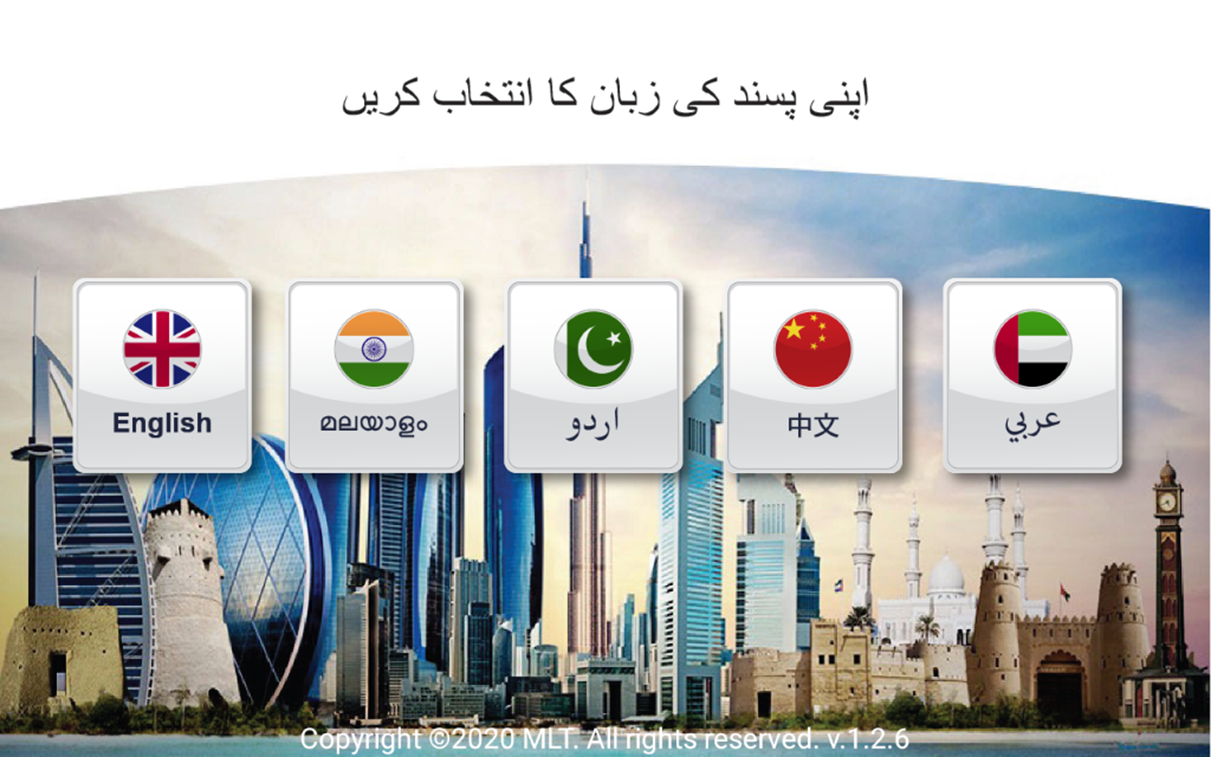 اپنی پسند کی زبان کا انتخاب کریں
English
മലയാളം
اردو
中文
عربي
Copyright ©2020 MLT. All rights reserved. v.1.2.6